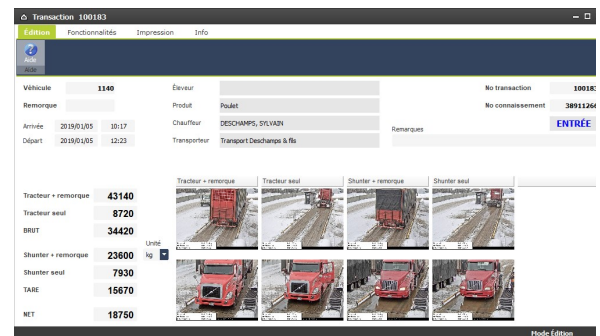 Transaction 100183
Édition Fonctionnalités Impression Info
Aide
Aide
Véhicule 1140 Éleveur No transaction 100183
Remorque Produit Poulet No connaissement 38911266
Arrivée 2019/01/05 10:17 Chauffeur DESCHAMPS, SYLVAIN Remarques ENTRÉE
Départ 2019/01/05 12:23 Transporteur Transport Deschamps & fils
Tracteur + remorque Tracteur seul Shunter + remorque Shunter seul
Tracteur + remorque 43140
Tracteur seul 8720
BRUT 34420
Unité
Shunter + remorque 23600 kg
Shunter seul 7930
TARE 15670
NET 18750
Mode Édition